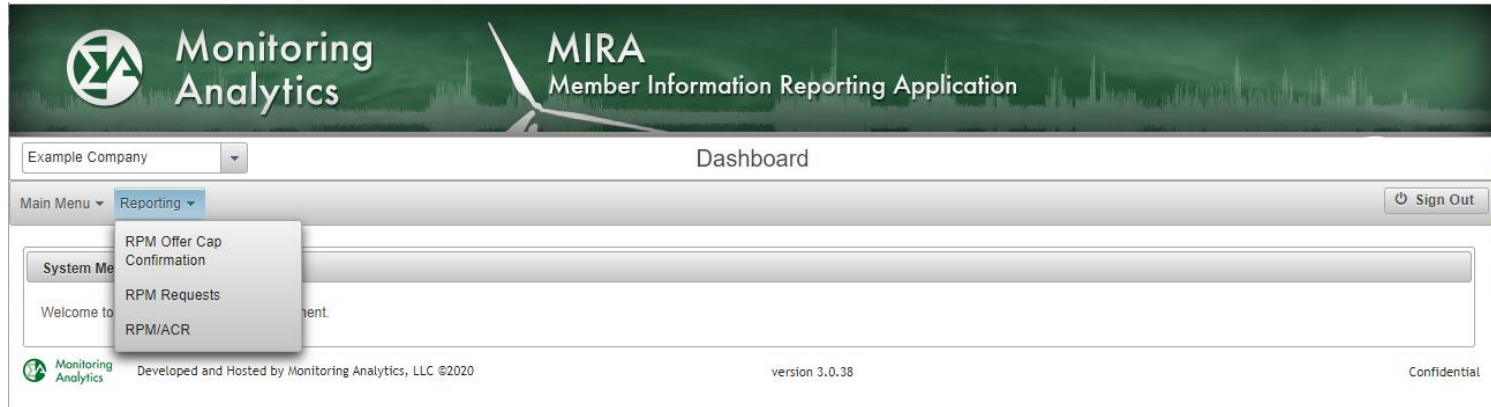 Monitoring
Analytics
MIRA
Member Information Reporting Application
Example Company
Dashboard
Main Menu
Reporting
Sign Out
RPM Offer Cap
Confirmation
RPM Requests
RPM/ACR
System Me
Welcome to
ment.
Monitoring
Analytics
Developed and Hosted by Monitoring Analytics, LLC ©2020
version 3.0.38
Confidential